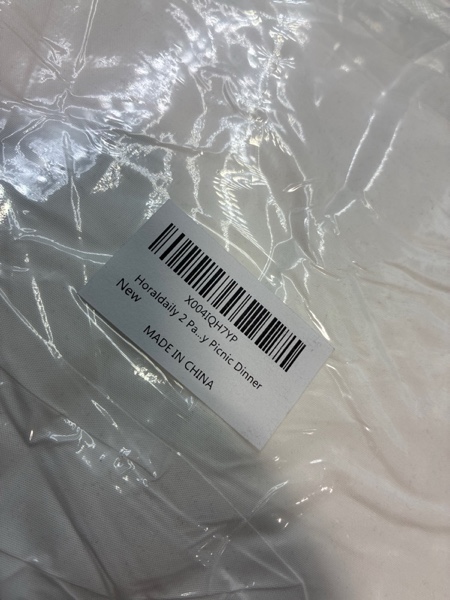 X004IQH7YP
Horaldaily 2 Pa...y Picnic Dinner
New
MADE IN CHINA